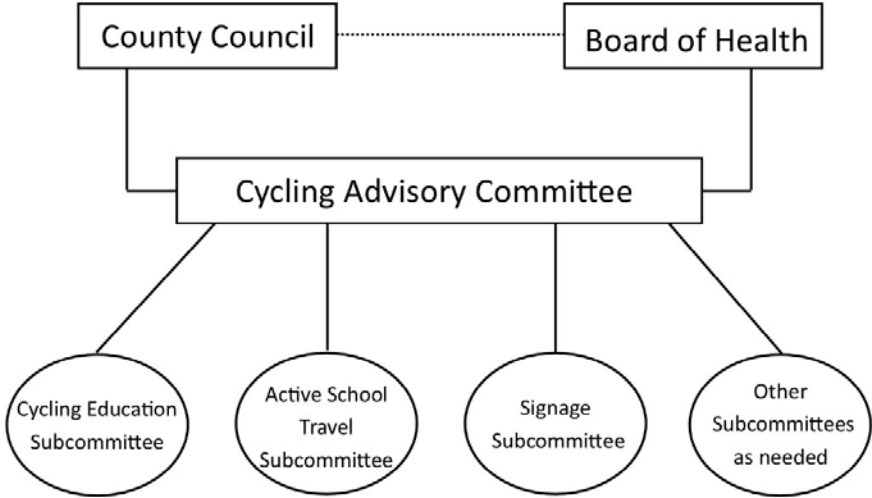 County Council
Board of Health
Cycling Advisory Committee
Cycling Education
Subcommittee
Active School
Travel
Subcommittee
Signage
Subcommittee
Other
Subcommittees
as needed